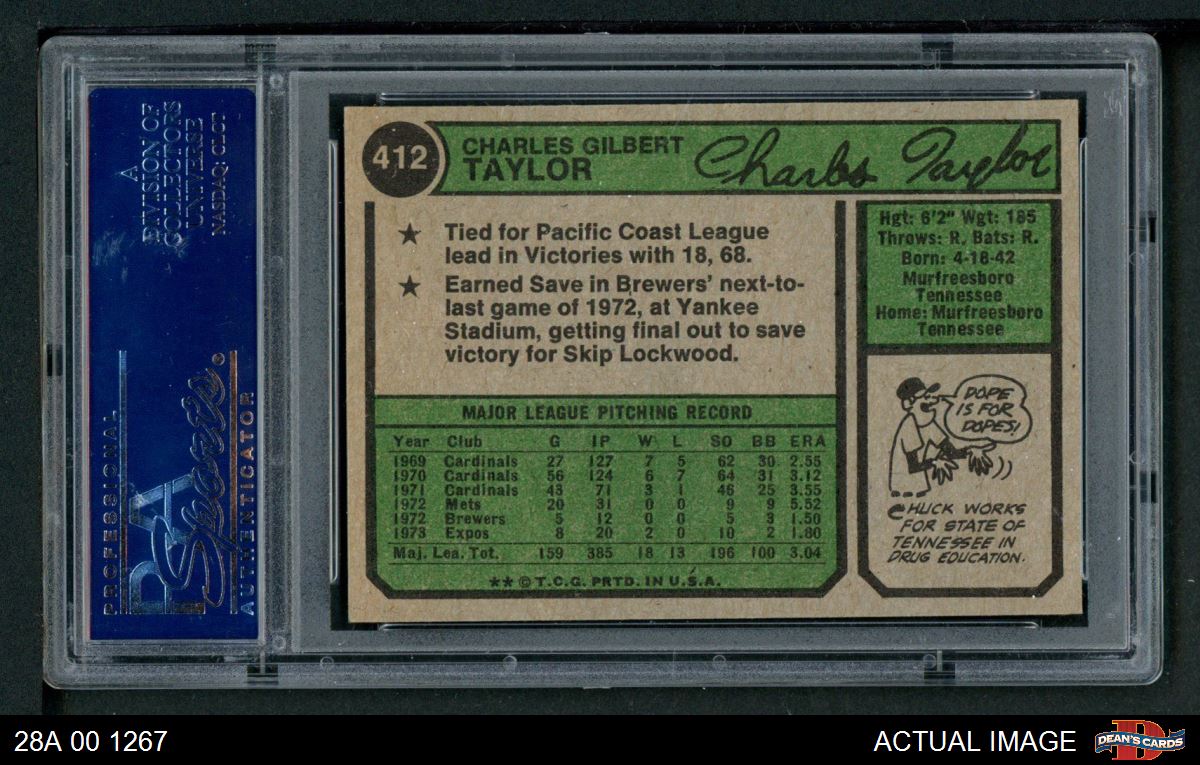 A
DIVISION OF
COLLECTORS
UNIVERSE
NASDAQ: CLCT
PROFESSIONAL
PSA
Sports
AUTHENTICATOR
412
CHARLES GILBERT
TAYLOR
Charles Taylor
★ Tied for Pacific Coast League
lead in Victories with 18, 68.
★ Earned Save in Brewers' next-to-
last game of 1972, at Yankee
Stadium, getting final out to save
victory for Skip Lockwood.
Hgt: 6'2" Wgt: 185
Throws: R, Bats: R.
Born: 4-18-42
Murfreesboro
Tennessee
Home: Murfreesboro
Tennessee
MAJOR LEAGUE PITCHING RECORD
Year Club G IP W L SO BB ERA
1969 Cardinals 27 127 7 5 62 30 2.55
1970 Cardinals 56 124 6 7 64 31 3.12
1971 Cardinals 43 71 3 1 46 25 3.55
1972 Mets 20 31 0 0 9 9 5.52
1972 Brewers 5 12 0 0 5 3 1.50
1973 Expos 8 20 2 0 10 2 1.80
Maj. Lea. Tot. 159 385 18 13 196 100 3.04
** © T.C.G. PRTD. IN U.S.A.
DOPE
IS FOR
DOPES!
CHUCK WORKS
FOR STATE OF
TENNESSEE IN
DRUG EDUCATION.
28A 00 1267
ACTUAL IMAGE
D
DEAN'S CARDS